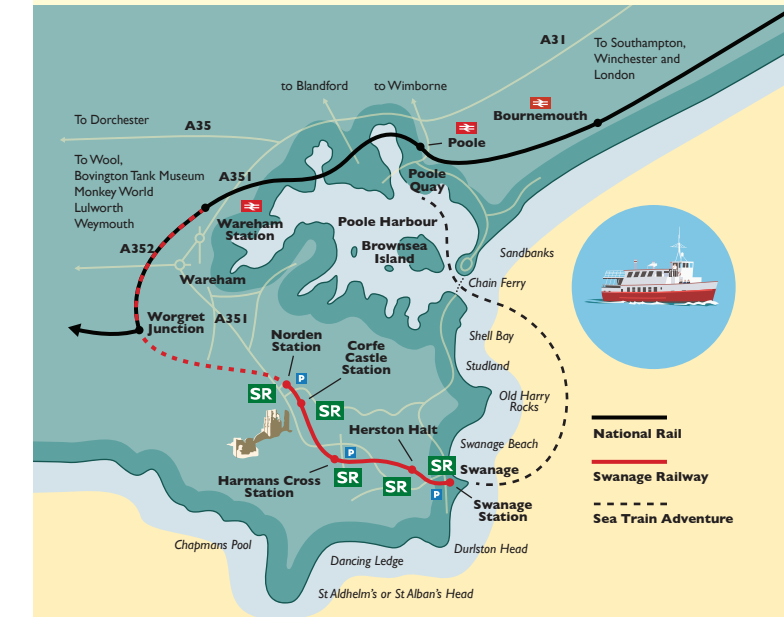 A31
To Southampton,
Winchester and
London
to Blandford
to Wimborne
Bournemouth
To Dorchester
A35
Poole
To Wool,
Bovington Tank Museum
Monkey World
Lulworth
Weymouth
A351
Poole
Quay
Wareham
Station
Poole Harbour
Brownsea
Island
A352
Sandbanks
Wareham
Chain Ferry
Worgret
Junction
A351
Norden
Station
Corfe
Castle
Station
Shell Bay
Studland
P
SR
SR
Old Harry
Rocks
Herston Halt
Swanage Beach
National Rail
P
SR
Swanage
Harmans Cross
Station
SR
SR
P
Swanage Railway
Swanage
Station
Sea Train Adventure
Chapmans Pool
Durlston Head
Dancing Ledge
St Aldhelm's or St Alban's Head